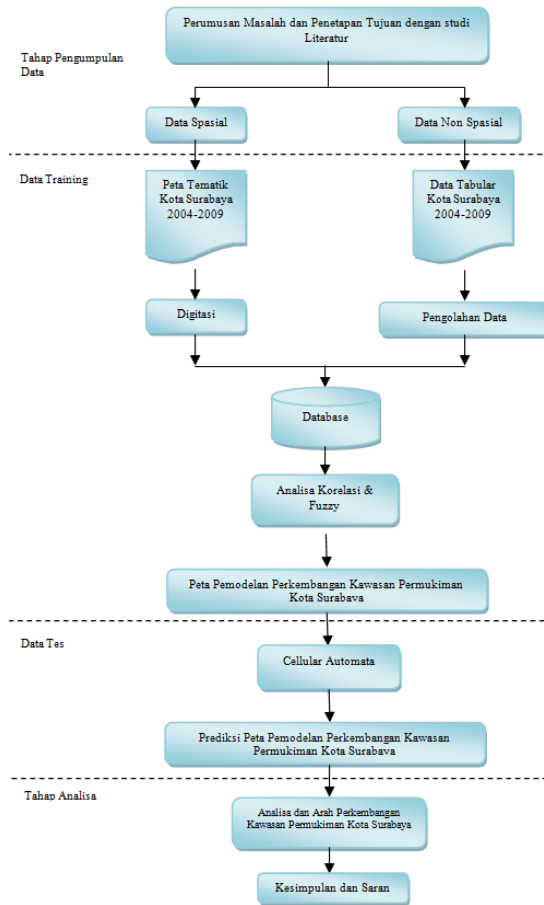 Perumusan Masalah dan Penetapan Tujuan dengan studi
Literatur
Tahap Pengumpulan
Data
Data Spasial
Data Non Spasial
Data Training
Peta Tematik
Kota Surabaya
2004-2009
Data Tabular
Kota Surabaya
2004-2009
Digitasi
Pengolahan Data
Database
Analisa Korelasi &
Fuzzy
Peta Pemodelan Perkembangan Kawasan Permukiman
Kota Surabaya
Data Tes
Cellular Automata
Prediksi Peta Pemodelan Perkembangan Kawasan
Permukiman Kota Surabaya
Tahap Analisa
Analisa dan Arah Perkembangan
Kawasan Permukiman Kota Surabaya
Kesimpulan dan Saran